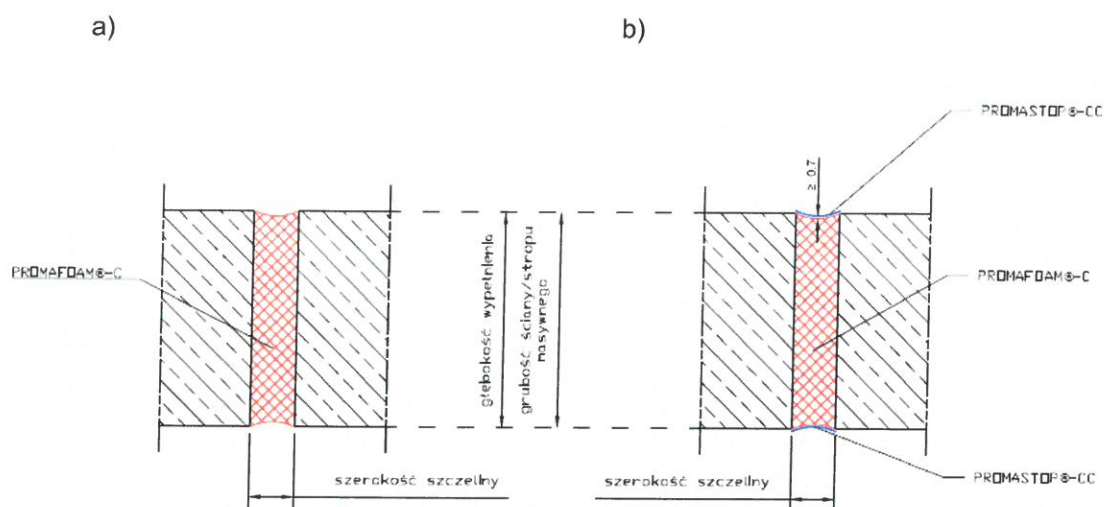 a)
b)
PROMASTOP®-CC
≥ 0.7
PROMAFOAM®-C
głębokość wypełnienia
grubość ściany/stropu
masywnego
PROMAFOAM®-C
szerokość szczeliny
szerokość szczeliny
PROMASTOP®-CC